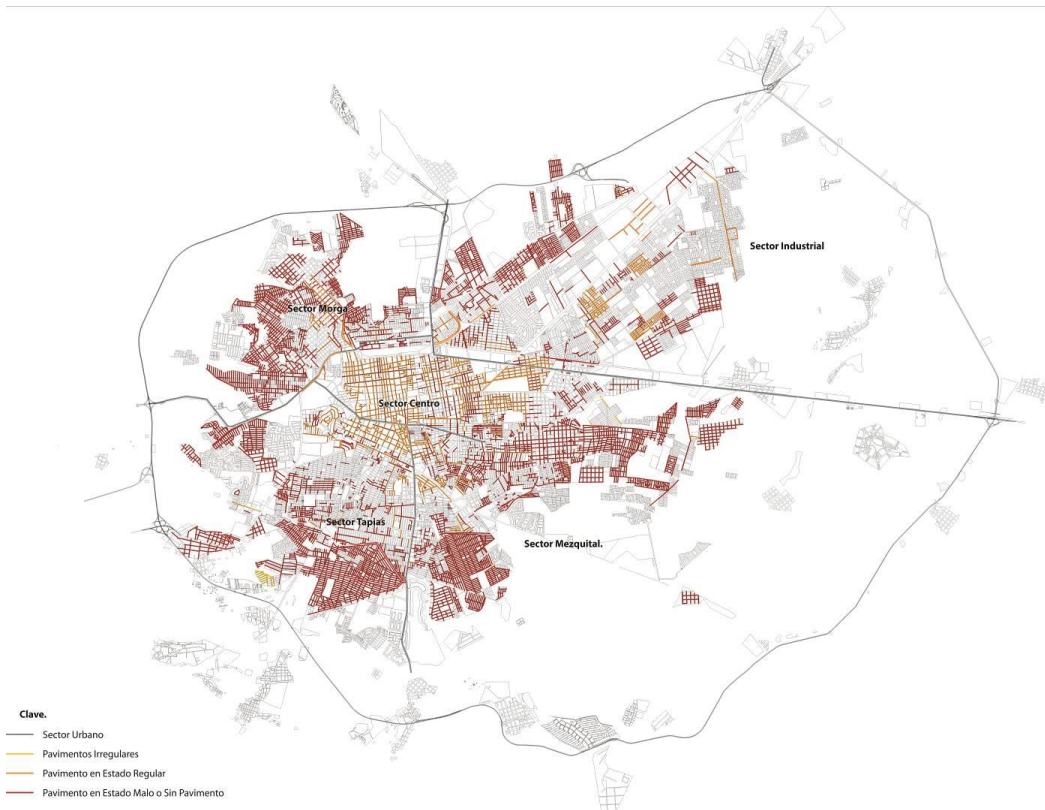 Sector Industrial
Sector Morga
Sector Centro
Sector Tapias
Sector Mezquital.
Clave.
Sector Urbano
Pavimentos Irregulares
Pavimento en Estado Regular
Pavimento en Estado Malo o Sin Pavimento